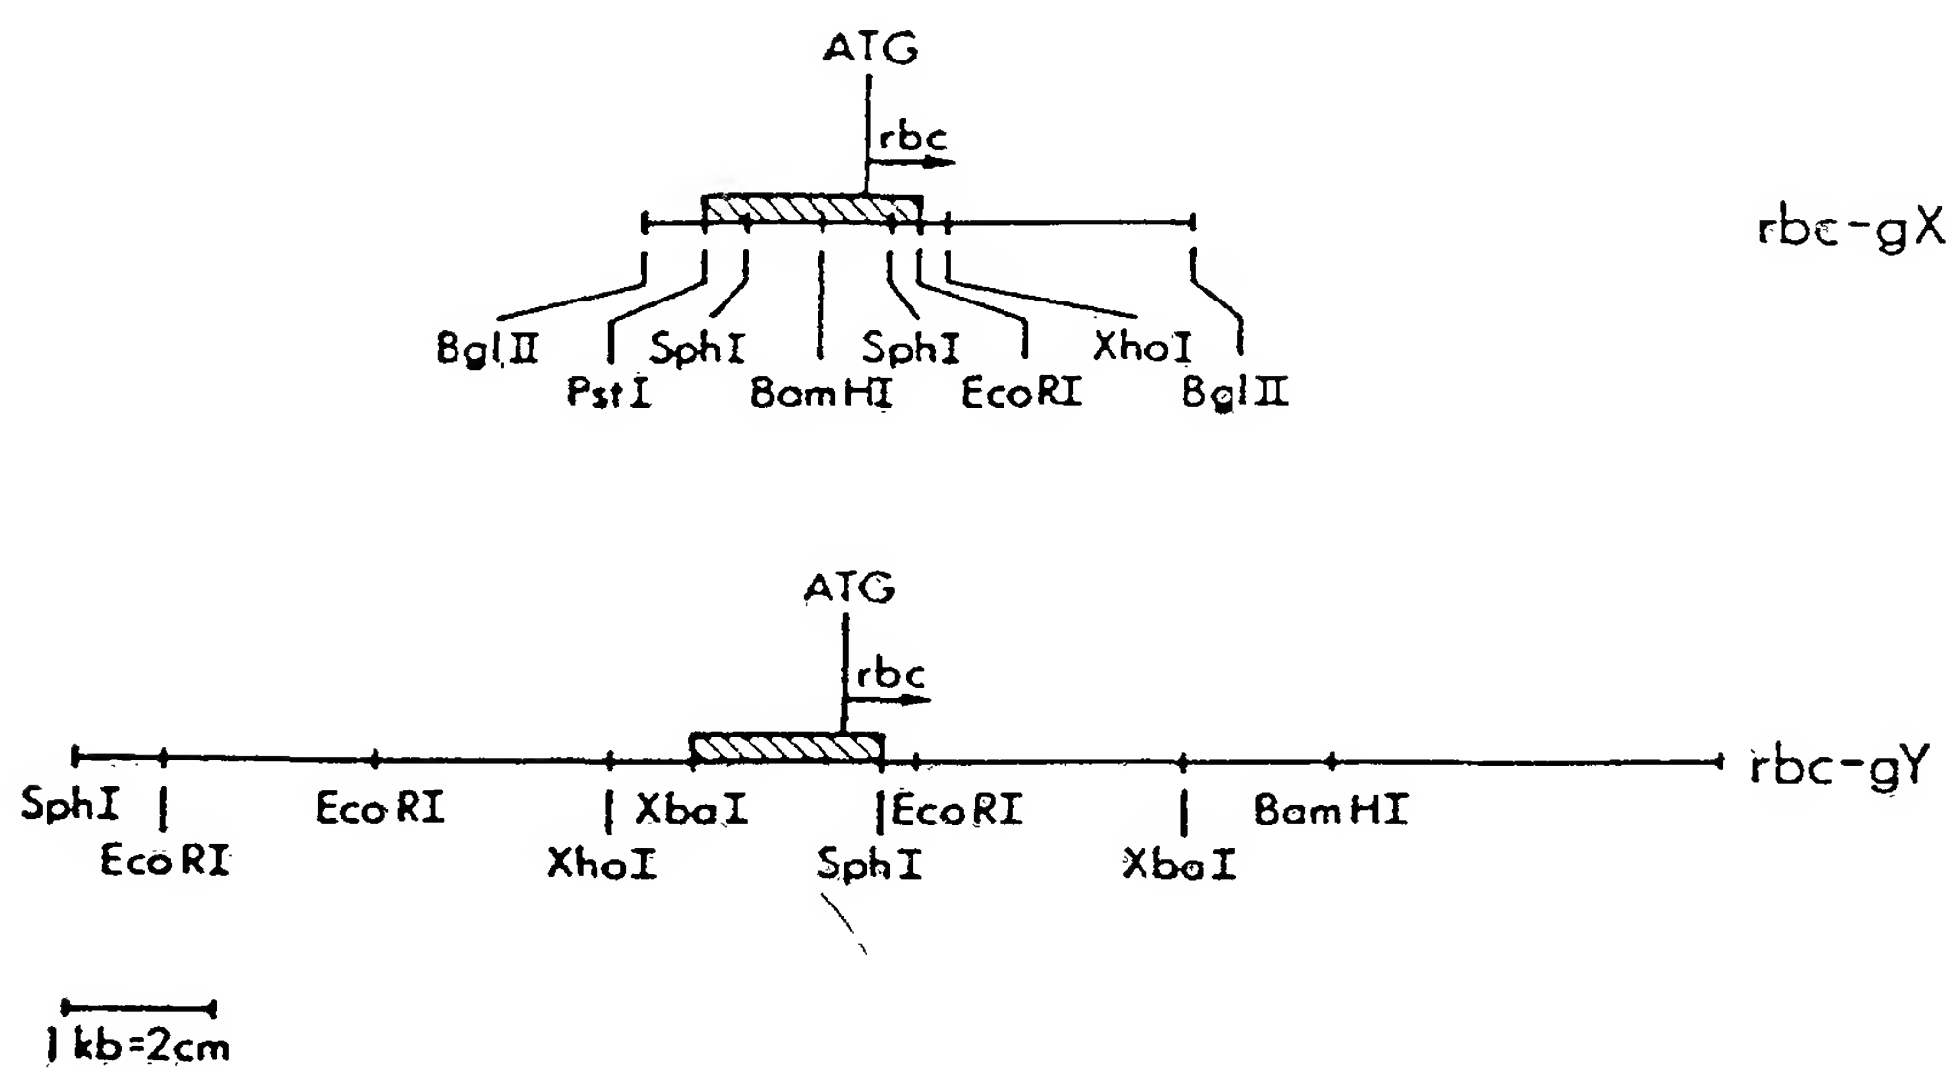 ATG
rbc
rbc-gX
BglII SphI SphI XhoI
PstI BamHI EcoRI BglII
ATG
rbc
rbc-gY
SphI EcoRI XbaI EcoRI BamHI
EcoRI XhoI SphI XbaI
1 kb=2cm